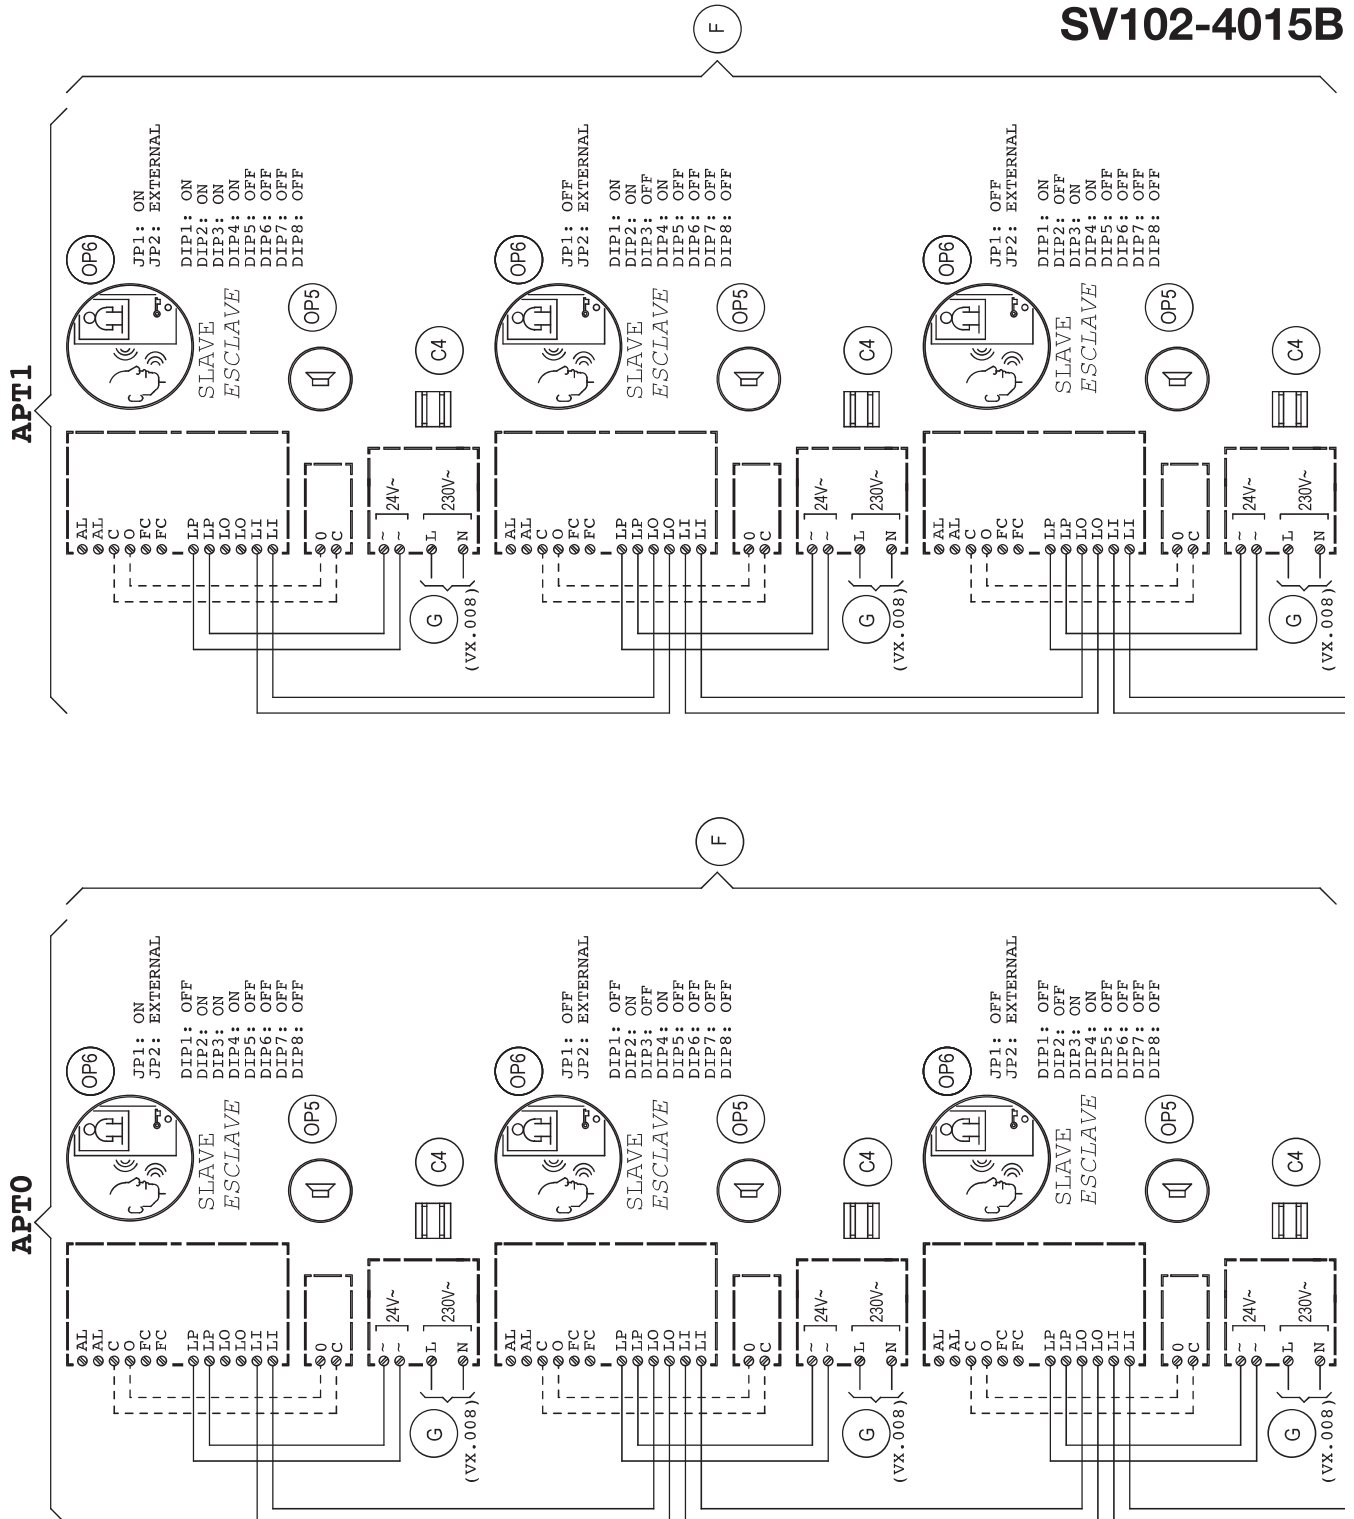 SV102-4015B
F
APT1
OP6
JP1: ON
JP2: EXTERNAL
DIP1: ON
DIP2: ON
DIP3: ON
DIP4: ON
DIP5: OFF
DIP6: OFF
DIP7: OFF
DIP8: OFF
SLAVE
ESCLAVE
OP5
C4
AL
AL
C
O
FC
FC
LP
LP
LO
LO
LI
LI
O
C
24V~
~
~
230V~
L
N
G
(VX.008)
OP6
JP1: OFF
JP2: EXTERNAL
DIP1: ON
DIP2: ON
DIP3: OFF
DIP4: ON
DIP5: OFF
DIP6: OFF
DIP7: OFF
DIP8: OFF
SLAVE
ESCLAVE
OP5
C4
AL
AL
C
O
FC
FC
LP
LP
LO
LO
LI
LI
O
C
24V~
~
~
230V~
L
N
G
(VX.008)
OP6
JP1: OFF
JP2: EXTERNAL
DIP1: ON
DIP2: OFF
DIP3: ON
DIP4: ON
DIP5: OFF
DIP6: OFF
DIP7: OFF
DIP8: OFF
SLAVE
ESCLAVE
OP5
C4
AL
AL
C
O
FC
FC
LP
LP
LO
LO
LI
LI
O
C
24V~
~
~
230V~
L
N
G
(VX.008)
F
APT0
OP6
JP1: ON
JP2: EXTERNAL
DIP1: OFF
DIP2: ON
DIP3: ON
DIP4: ON
DIP5: OFF
DIP6: OFF
DIP7: OFF
DIP8: OFF
SLAVE
ESCLAVE
OP5
C4
AL
AL
C
O
FC
FC
LP
LP
LO
LO
LI
LI
O
C
24V~
~
~
230V~
L
N
G
(VX.008)
OP6
JP1: OFF
JP2: EXTERNAL
DIP1: OFF
DIP2: ON
DIP3: OFF
DIP4: ON
DIP5: OFF
DIP6: OFF
DIP7: OFF
DIP8: OFF
SLAVE
ESCLAVE
OP5
C4
AL
AL
C
O
FC
FC
LP
LP
LO
LO
LI
LI
O
C
24V~
~
~
230V~
L
N
G
(VX.008)
OP6
JP1: OFF
JP2: EXTERNAL
DIP1: OFF
DIP2: OFF
DIP3: ON
DIP4: ON
DIP5: OFF
DIP6: OFF
DIP7: OFF
DIP8: OFF
SLAVE
ESCLAVE
OP5
C4
AL
AL
C
O
FC
FC
LP
LP
LO
LO
LI
LI
O
C
24V~
~
~
230V~
L
N
G
(VX.008)